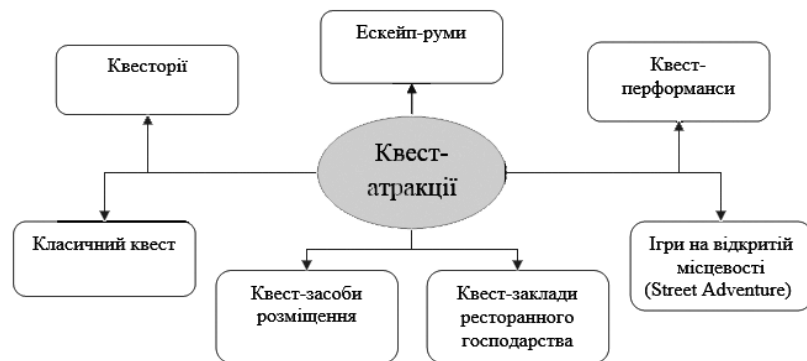 Ескейп-руми
Квесторії
Квест-
перформанси
Квест-
атракції
Класичний квест
Ігри на відкритій
місцевості
(Street Adventure)
Квест-засоби
розміщення
Квест-заклади
ресторанного
господарства